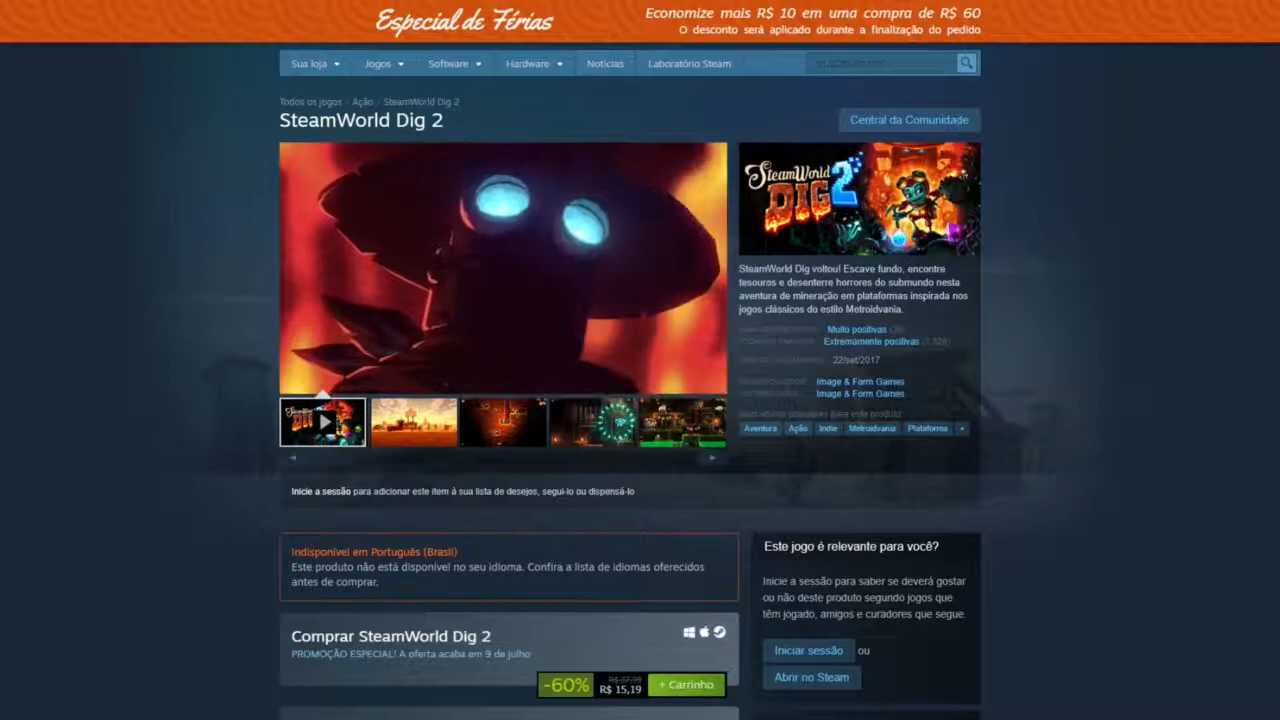 Especial de Férias
Economize mais R$ 10 em uma compra de R$ 60
O desconto será aplicado durante a finalização do pedido
Sua loja Jogos Software Hardware Notícias Laboratório Steam
Todos os jogos Ação SteamWorld Dig 2
SteamWorld Dig 2
Central da Comunidade
SteamWorld
DIG 2
SteamWorld Dig voltou! Escave fundo, encontre
tesouros e desenterre horrores do submundo nesta
aventura de mineração em plataformas inspirada nos
jogos clássicos do estilo Metroidvania.
Muito positivas
Extremamente positivas
22/set/2017
Image & Form Games
Image & Form Games
Marcadores populares para este produto:
Aventura Ação Indie Metroidvania Plataforma +
Inicie a sessão para adicionar este item à sua lista de desejos, segui-lo ou dispensá-lo
Indisponível em Português (Brasil)
Este produto não está disponível no seu idioma. Confira a lista de idiomas oferecidos
antes de comprar.
Comprar SteamWorld Dig 2
PROMOÇÃO ESPECIAL! A oferta acaba em 9 de julho
-60% R$ 37,99
R$ 15,19 + Carrinho
Este jogo é relevante para você?
Inicie a sessão para saber se deverá gostar
ou não deste produto segundo jogos que
têm jogado, amigos e curadores que segue.
Iniciar sessão ou
Abrir no Steam